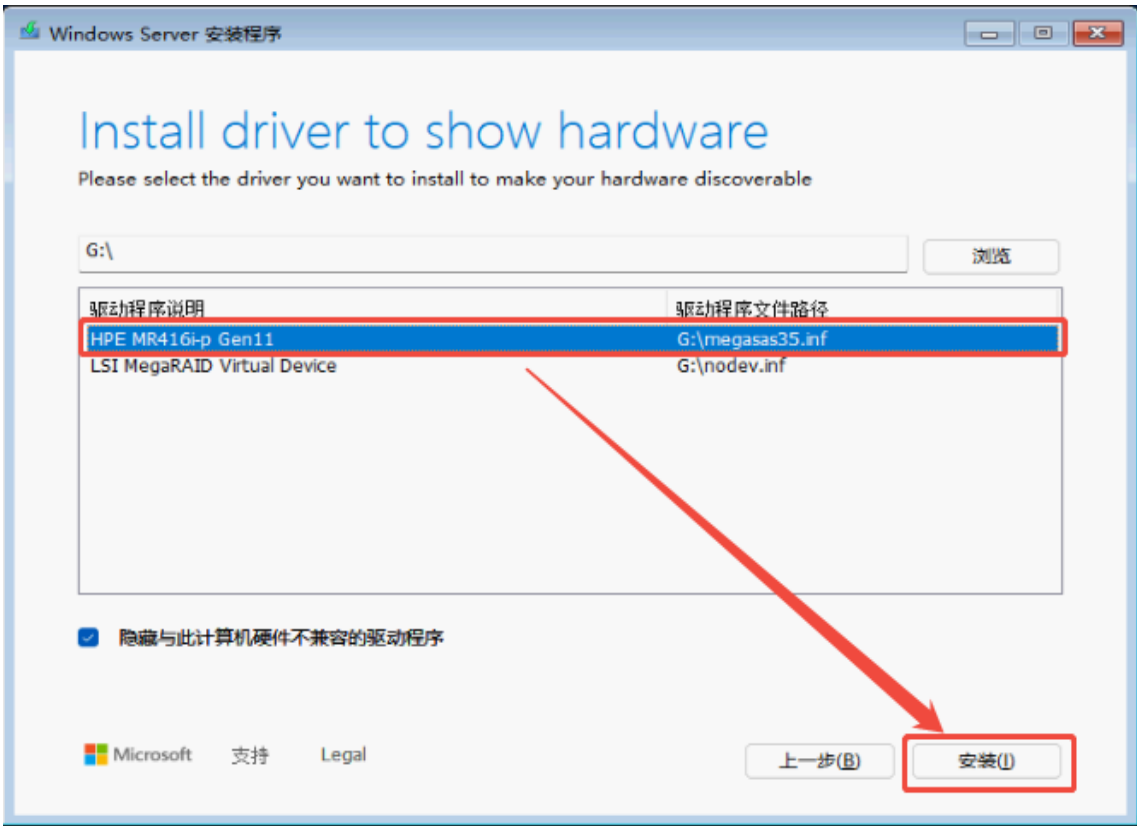 Windows Server 安装程序
Install driver to show hardware
Please select the driver you want to install to make your hardware discoverable
G:\
浏览
驱动程序说明 驱动程序文件路径
HPE MR416i-p Gen11 G:\megasas35.inf
LSI MegaRAID Virtual Device G:\nodev.inf
隐藏与此计算机硬件不兼容的驱动程序
Microsoft 支持 Legal 上一步(B) 安装(I)